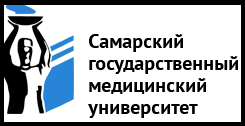 Самарский
государственный
медицинский
университет